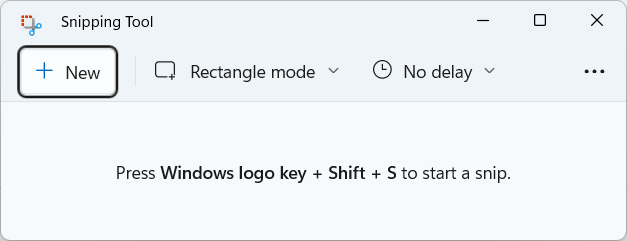 Snipping Tool
New
Rectangle mode
No delay
Press Windows logo key + Shift + S to start a snip.